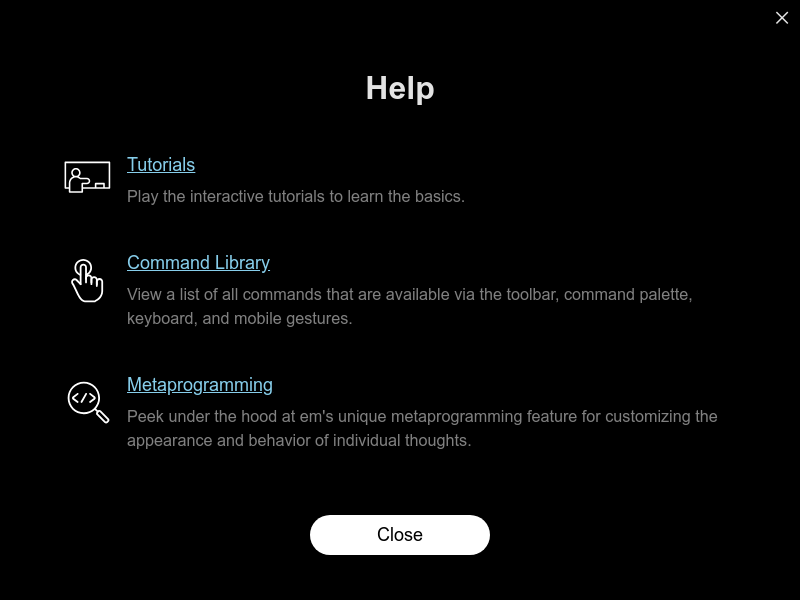 Help
Tutorials
Play the interactive tutorials to learn the basics.
Command Library
View a list of all commands that are available via the toolbar, command palette,
keyboard, and mobile gestures.
Metaprogramming
Peek under the hood at em's unique metaprogramming feature for customizing the
appearance and behavior of individual thoughts.
Close